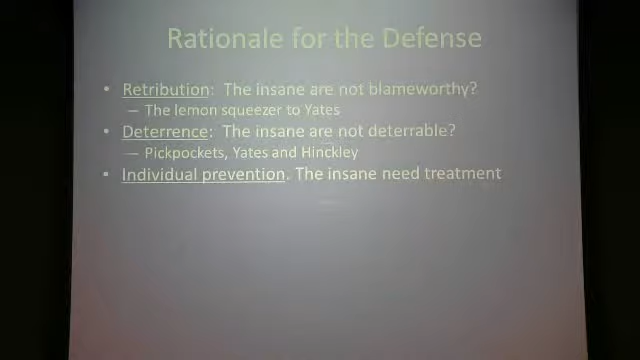 Rationale for the Defense
• Retribution: The insane are not blameworthy?
– The lemon squeezer to Yates
• Deterrence: The insane are not deterrable?
– Pickpockets, Yates and Hinckley
• Individual prevention. The insane need treatment